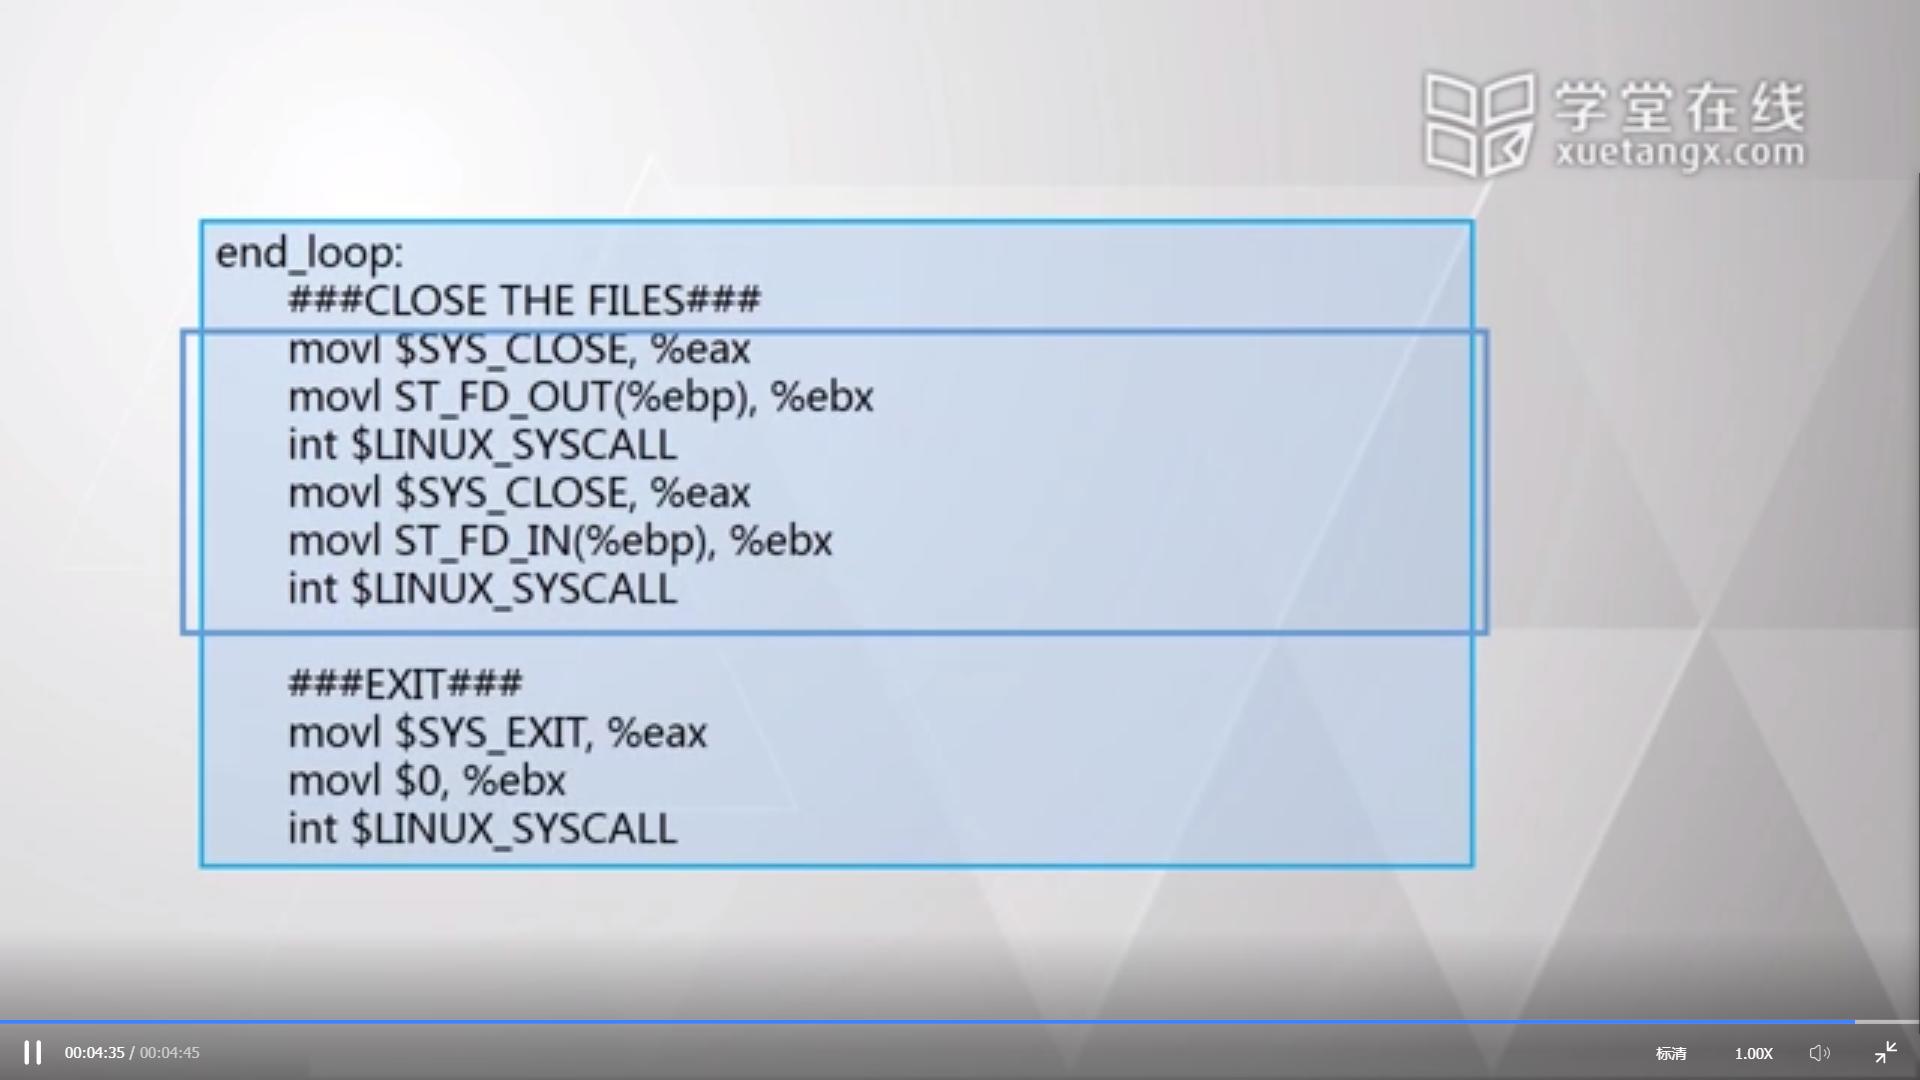 学堂在线
xuetangx.com
end_loop:
###CLOSE THE FILES###
movl $SYS_CLOSE, %eax
movl ST_FD_OUT(%ebp), %ebx
int $LINUX_SYSCALL
movl $SYS_CLOSE, %eax
movl ST_FD_IN(%ebp), %ebx
int $LINUX_SYSCALL
###EXIT###
movl $SYS_EXIT, %eax
movl $0, %ebx
int $LINUX_SYSCALL
00:04:35 / 00:04:45 标清 1.00X